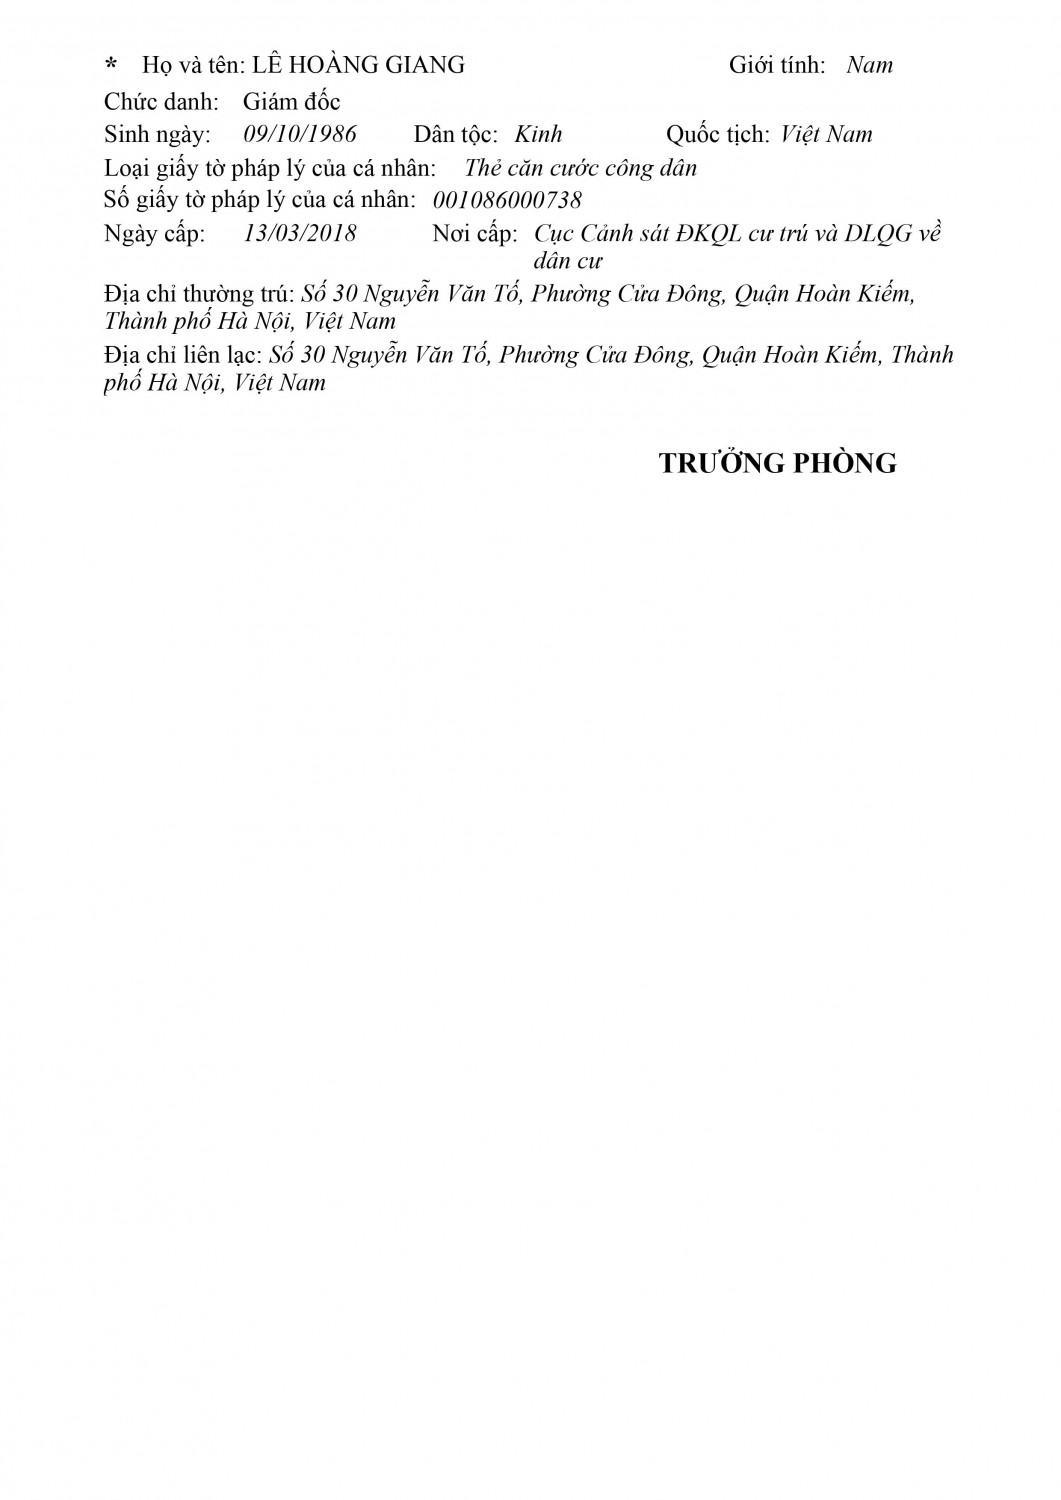 * Họ và tên: LÊ HOÀNG GIANG Giới tính: Nam
Chức danh: Giám đốc
Sinh ngày: 09/10/1986 Dân tộc: Kinh Quốc tịch: Việt Nam
Loại giấy tờ pháp lý của cá nhân: Thẻ căn cước công dân
Số giấy tờ pháp lý của cá nhân: 001086000738
Ngày cấp: 13/03/2018 Nơi cấp: Cục Cảnh sát ĐKQL cư trú và DLQG về
dân cư
Địa chỉ thường trú: Số 30 Nguyễn Văn Tố, Phường Cửa Đông, Quận Hoàn Kiếm,
Thành phố Hà Nội, Việt Nam
Địa chỉ liên lạc: Số 30 Nguyễn Văn Tố, Phường Cửa Đông, Quận Hoàn Kiếm, Thành
phố Hà Nội, Việt Nam
TRƯỞNG PHÒNG